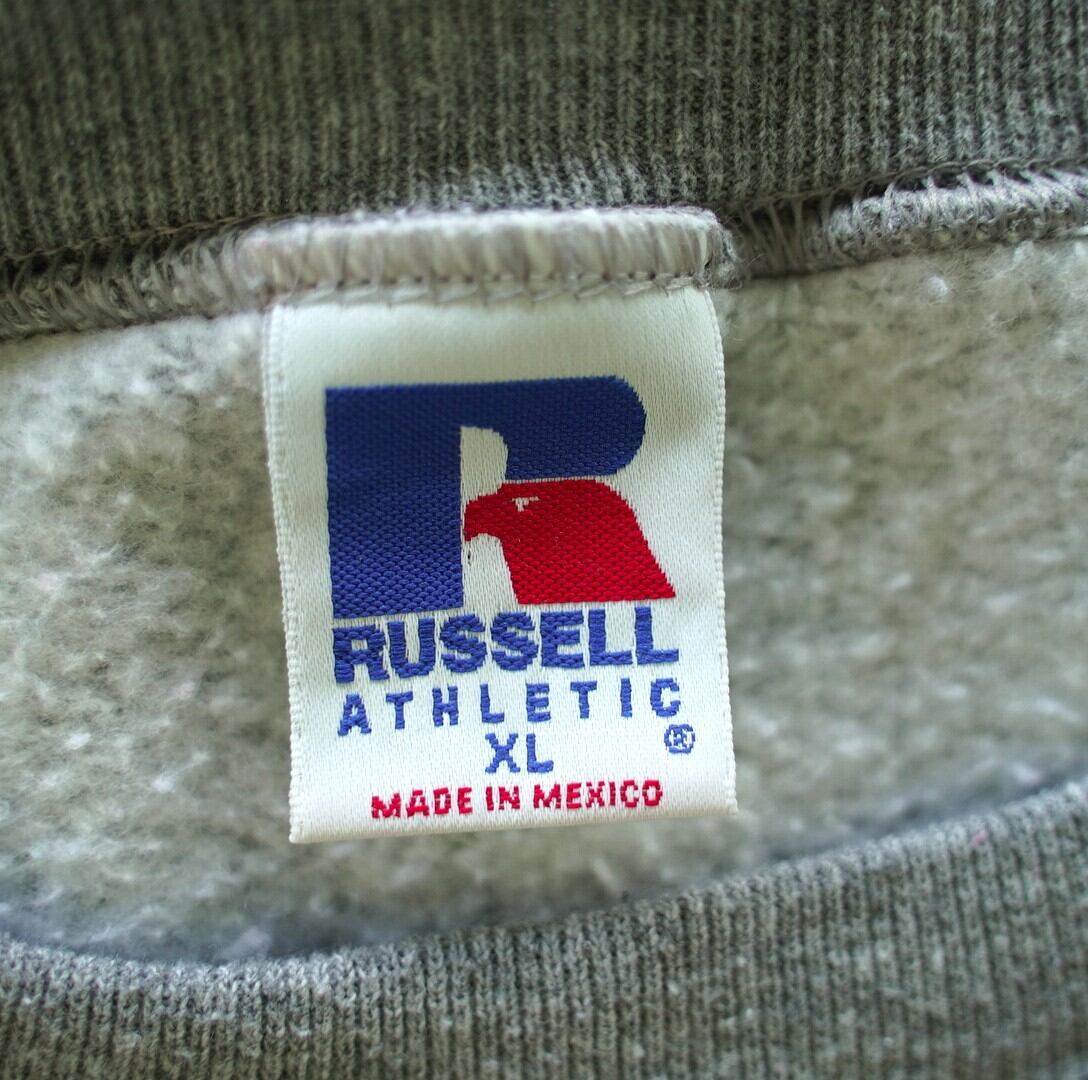 RUSSELL
ATHLETIC
XL ®
MADE IN MEXICO